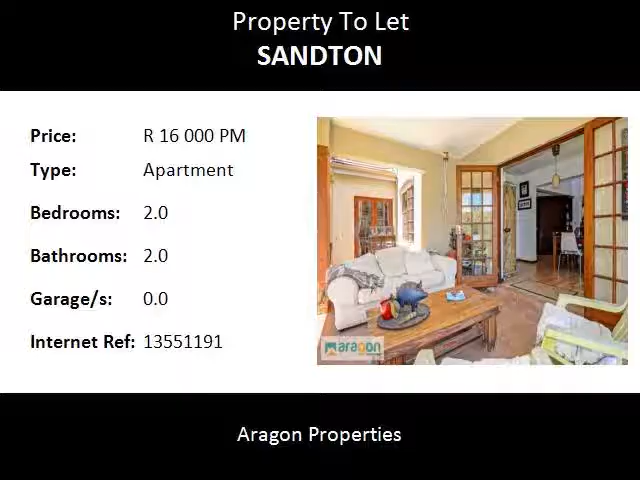 Property To Let
SANDTON
Price: R 16 000 PM
Type: Apartment
Bedrooms: 2.0
Bathrooms: 2.0
Garage/s: 0.0
Internet Ref: 13551191
aragon
Aragon Properties